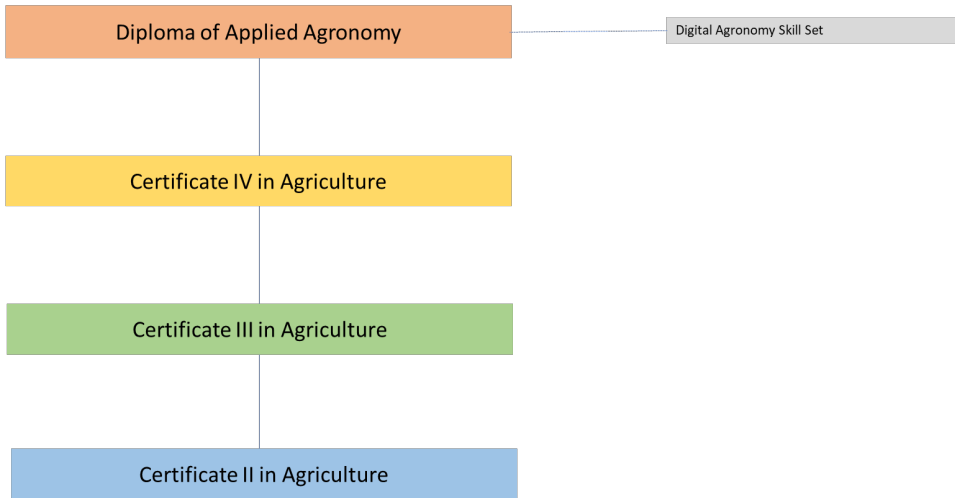 Diploma of Applied Agronomy
Digital Agronomy Skill Set
Certificate IV in Agriculture
Certificate III in Agriculture
Certificate II in Agriculture